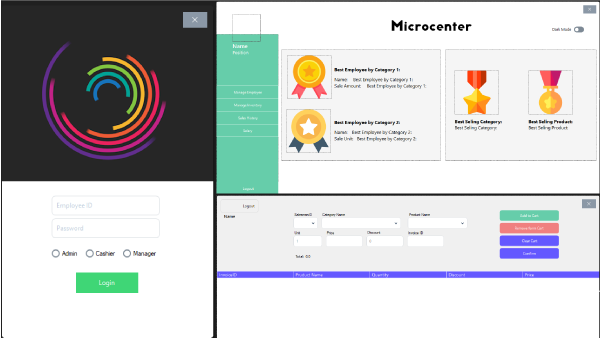 Employee ID
Password
Admin
Cashier
Manager
Login
Microcenter
Dark Mode
Name
Position
Manage Employee
Manage Inventory
Sales History
Salary
Logout
Best Employee by Category 1:
Name Best Employee by Category 1:
Sale Amount Best Employee by Category 1:
Best Employee by Category 2:
Name: Best Employee by Category 2:
Sale Unit: Best Employee by Category 2:
Best Selling Category:
Best Selling Category:
Best Selling Product:
Best Selling Product:
Logout
Name
SalesmanID
Category Name
Product Name
Unit
Price
Discount
Invoice ID
1
0
Total: 0.0
Add to Cart
Remove from Cart
Clear Cart
Confirm
InvoiceID
Product Name
Quantity
Discount
Price